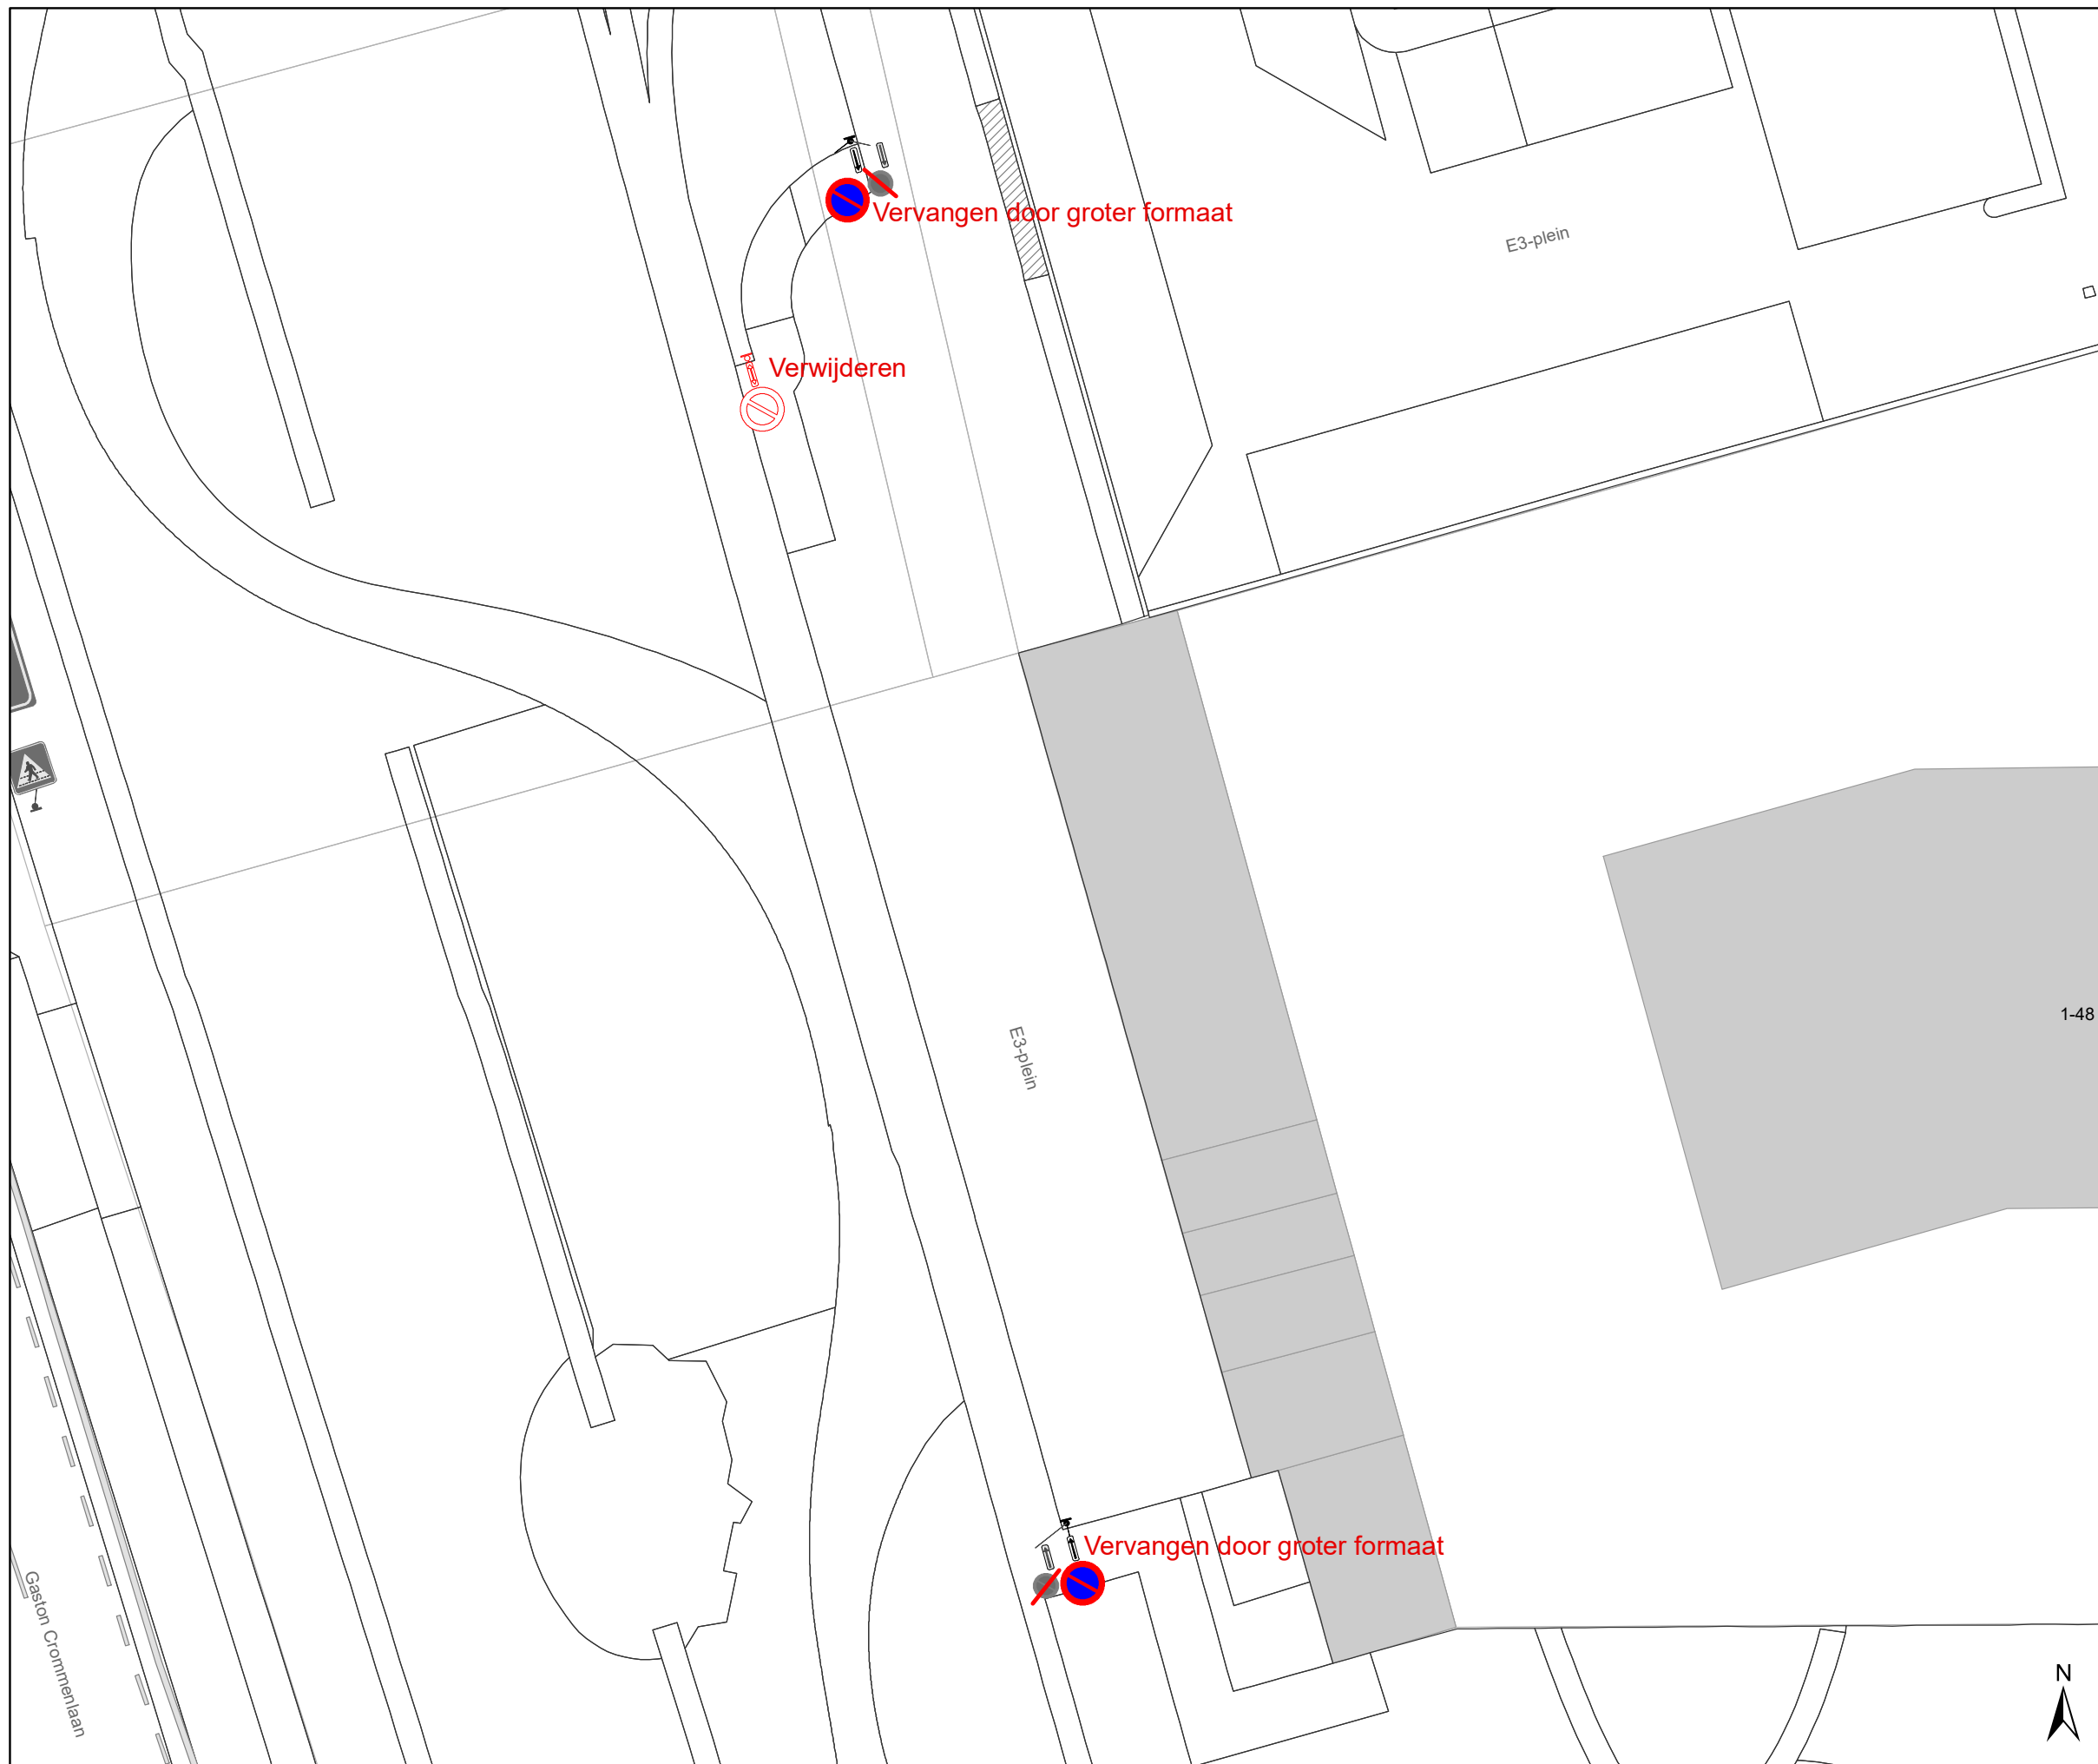 Vervangen door groter formaat
E3-plein
Verwijderen
1-48
E3-plein
Vervangen door groter formaat
Gaston Crommenlaan
N